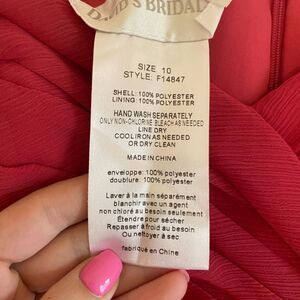 BRIDAL
SIZE 10
STYLE: F14847
SHELL: 100% POLYESTER
LINING: 100% POLYESTER
HAND WASH SEPARATELY
ONLY NON-CHLORINE BLEACH AS NEEDED
LINE DRY
COOL IRON AS NEEDED
OR DRY CLEAN
MADE IN CHINA
enveloppe: 100% polyester
doublure: 100% polyester
Laver à la main séparément
blanchir avec un agent
non chloré au besoin seulement
Étendre pour sécher
Repasser à froid au besoin
Ou nettoyer à sec
fabriqué en Chine